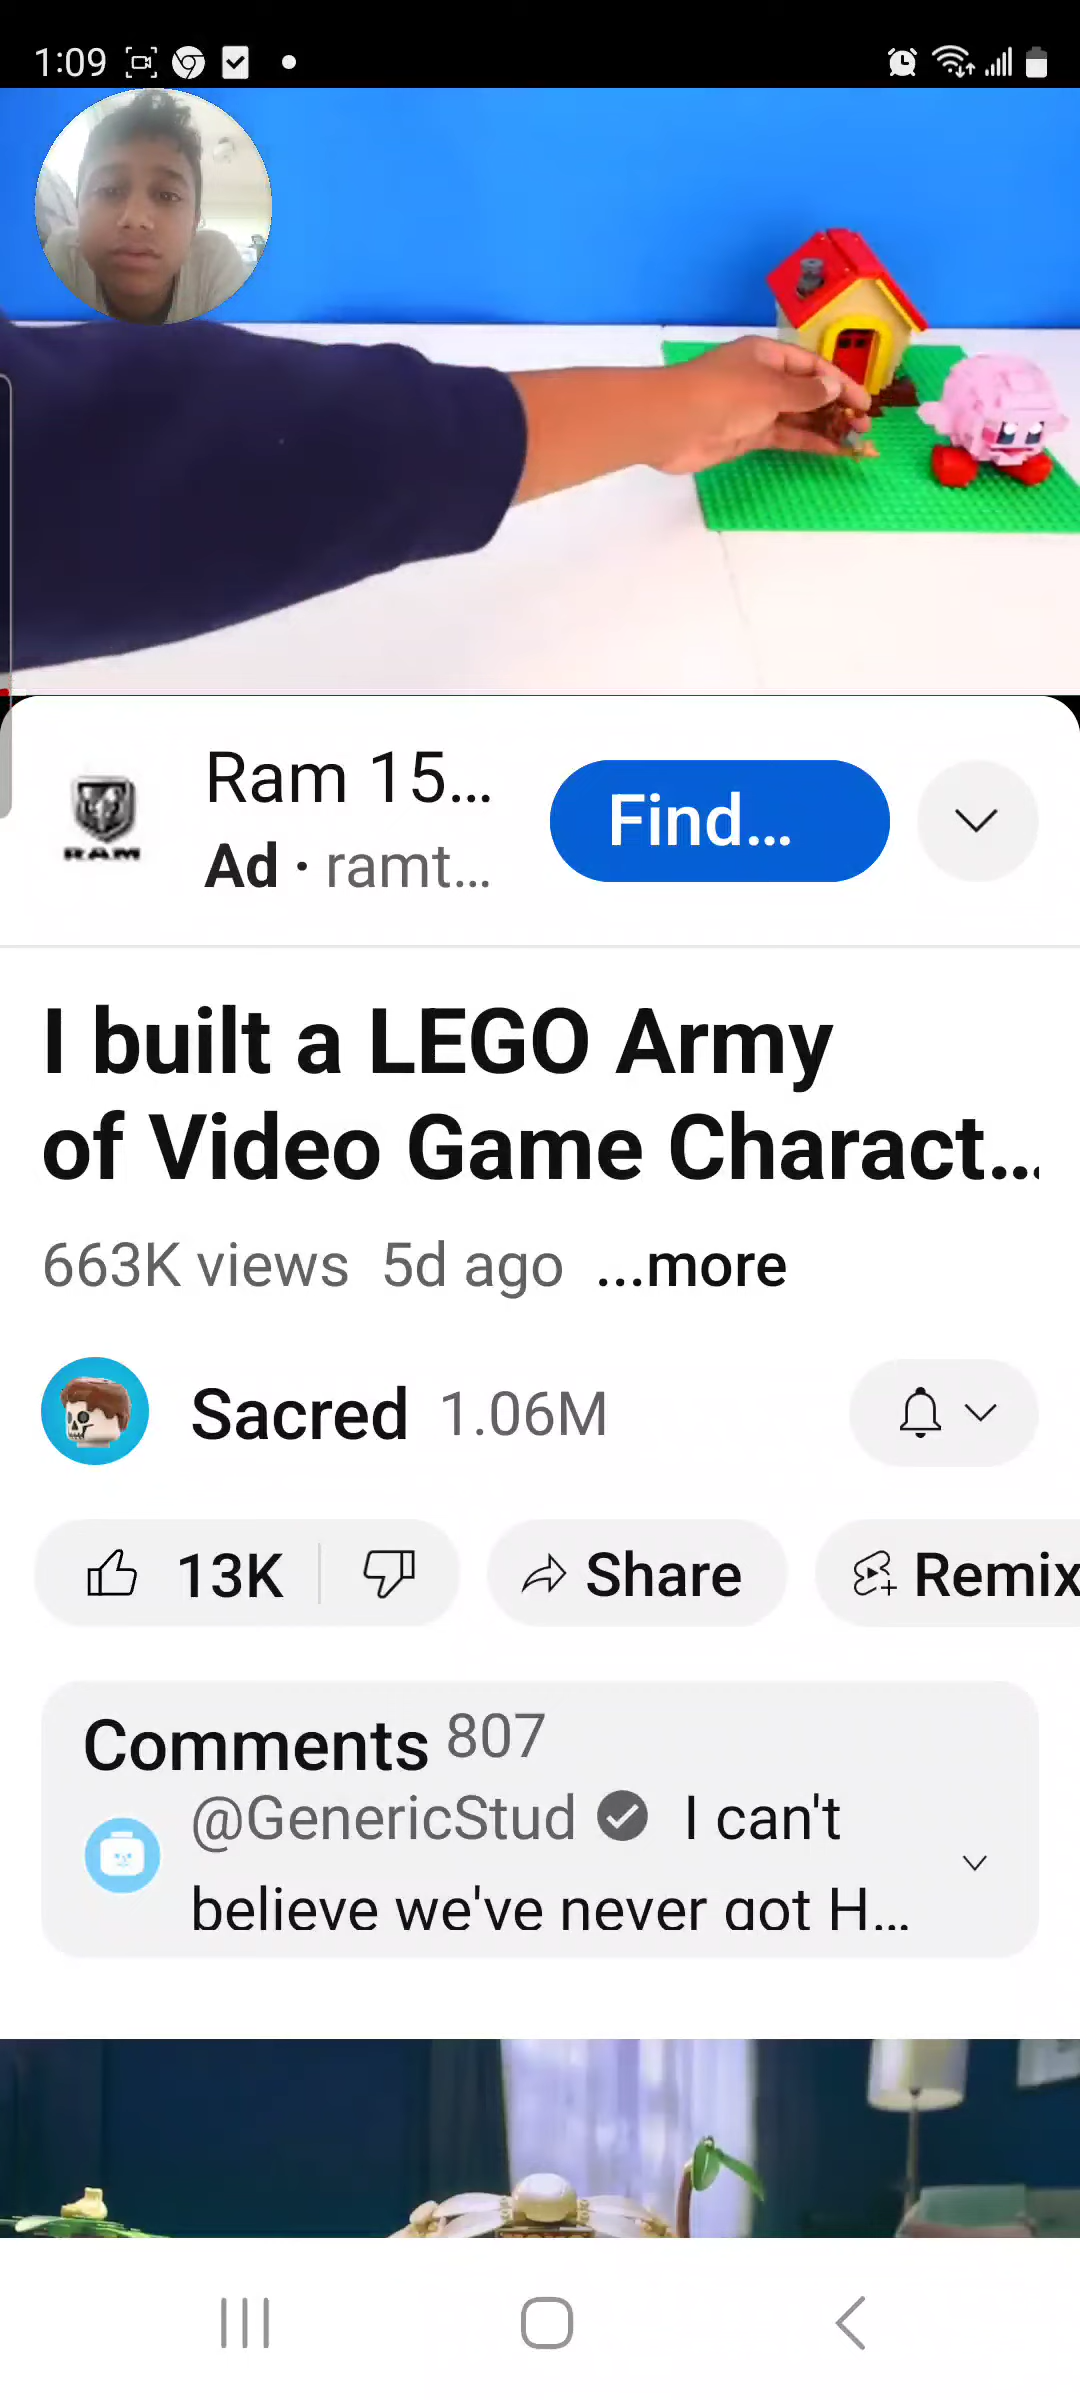 1:09
Ram 15...
Ad · ramt...
Find...
RAM
I built a LEGO Army
of Video Game Charact...
663K views 5d ago ...more
Sacred 1.06M
13K
Share
Remix
Comments 807
@GenericStud I can't
believe we've never got H...